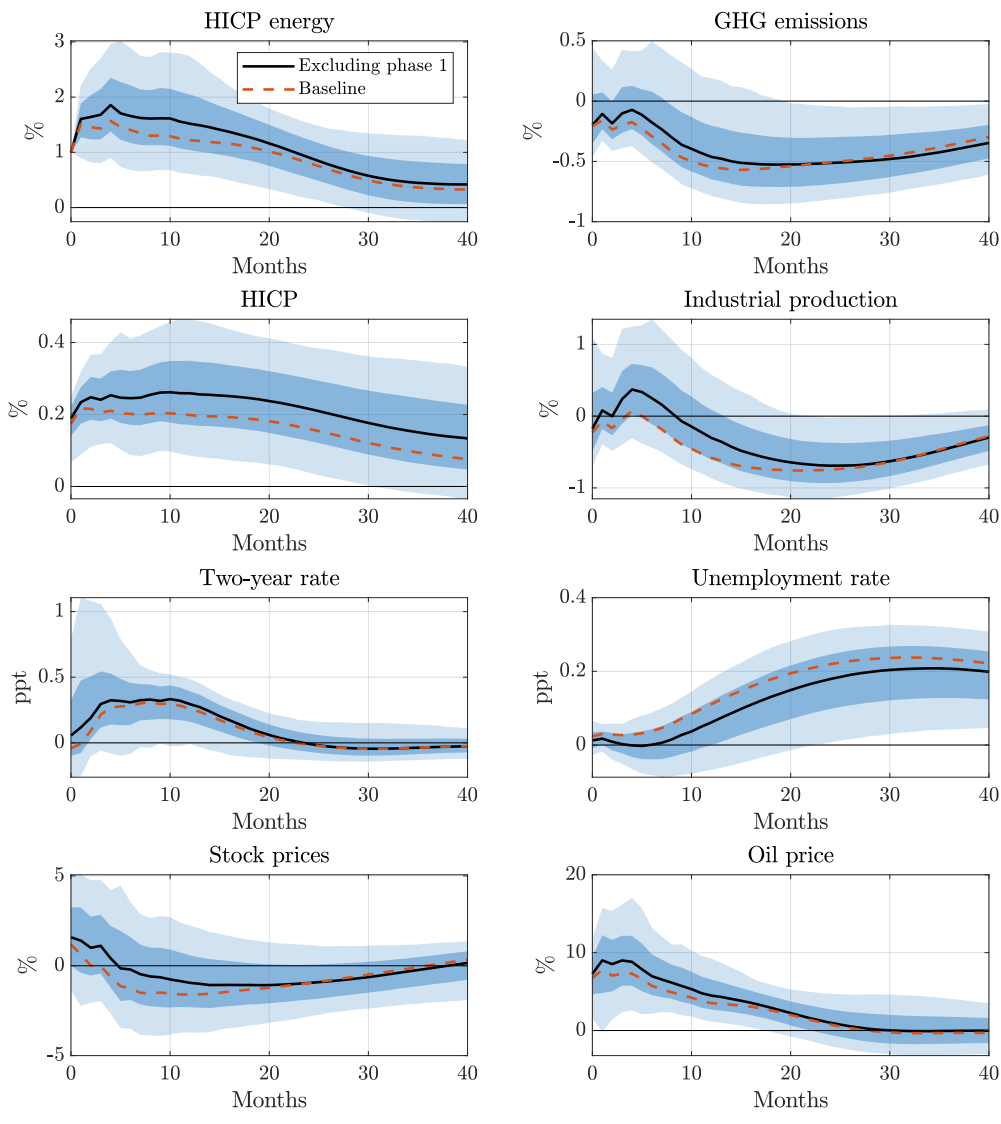 HICP energy
3
2
1
0
%
Excluding phase 1
Baseline
0 10 20 30 40
Months
GHG emissions
0.5
0
-0.5
-1
%
0 10 20 30 40
Months
HICP
0.4
0.2
0
%
0 10 20 30 40
Months
Industrial production
1
0
-1
%
0 10 20 30 40
Months
Two-year rate
1
0.5
0
ppt
0 10 20 30 40
Months
Unemployment rate
0.4
0.2
0
ppt
0 10 20 30 40
Months
Stock prices
5
0
-5
%
0 10 20 30 40
Months
Oil price
20
10
0
%
0 10 20 30 40
Months